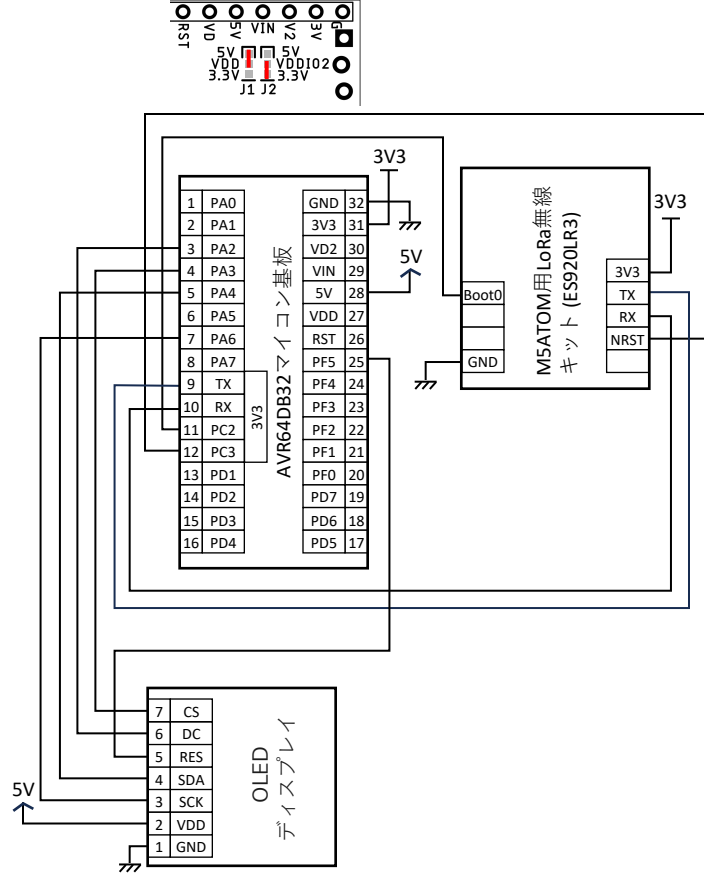 RST VD 5V VIN V2 3V G
5V 5V
VDD VDDIO2
3.3V 3.3V
J1 J2
3V3
1 PA0 GND 32
2 PA1 3V3 31
3 PA2 VD2 30
4 PA3 VIN 29
5 PA4 5V 28
6 PA5 VDD 27
7 PA6 RST 26
8 PA7 PF5 25
9 TX PF4 24
10 RX PF3 23
11 PC2 PF2 22
12 PC3 PF1 21
13 PD1 PF0 20
14 PD2 PD7 19
15 PD3 PD6 18
16 PD4 PD5 17
3V3
AVR64DB32マイコン基板
5V
3V3
Boot0
GND
M5ATOM用LoRa無線
キット(ES920LR3)
3V3
TX
RX
NRST
7 CS
6 DC
5 RES
4 SDA
3 SCK
2 VDD
1 GND
OLED
ディスプレイ
5V